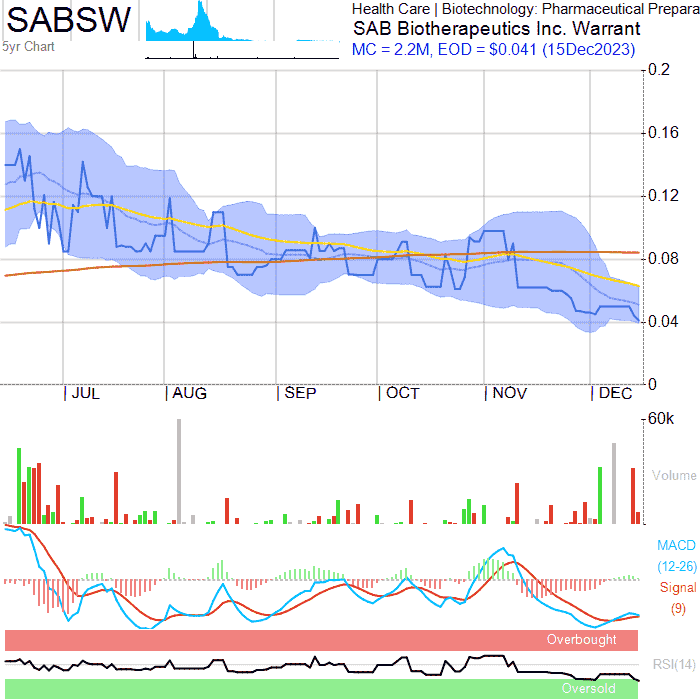 SABSW
5yr Chart
Health Care | Biotechnology: Pharmaceutical Prepara
SAB Biotherapeutics Inc. Warrant
MC = 2.2M, EOD = $0.041 (15Dec2023)
0.2
0.16
0.12
0.08
0.04
0
JUL AUG SEP OCT NOV DEC
60k
Volume
MACD
(12-26)
Signal
(9)
Overbought
RSI(14)
Oversold